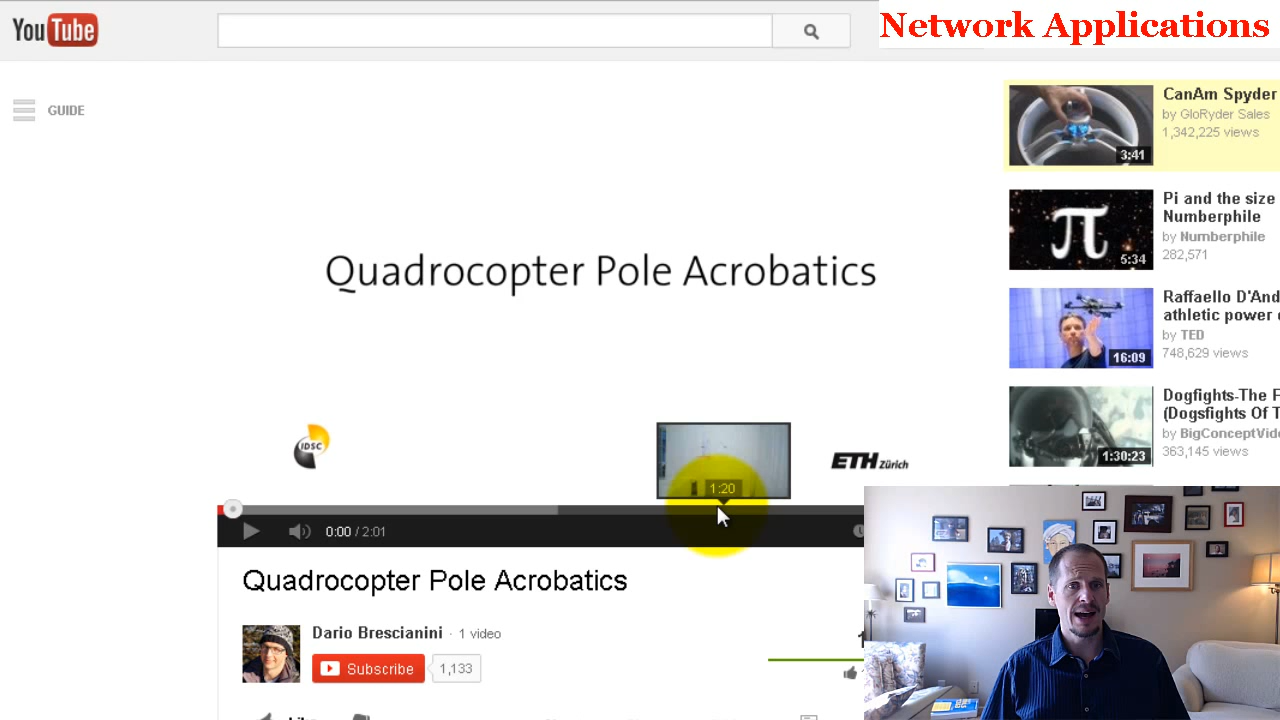 YouTube
Network Applications
GUIDE
Quadrocopter Pole Acrobatics
IDSC
ETH Zürich
1:20
0:00 / 2:01
Quadrocopter Pole Acrobatics
Dario Brescianini · 1 video
Subscribe
1,133
CanAm Spyder
by GloRyder Sales
1,342,225 views
3:41
Pi and the size
Numberphile
by Numberphile
282,571
5:34
Raffaello D'And
athletic power
by TED
748,629 views
16:09
Dogfights-The F
(Dogsfights Of T
by BigConceptVide
363,145 views
1:30:23